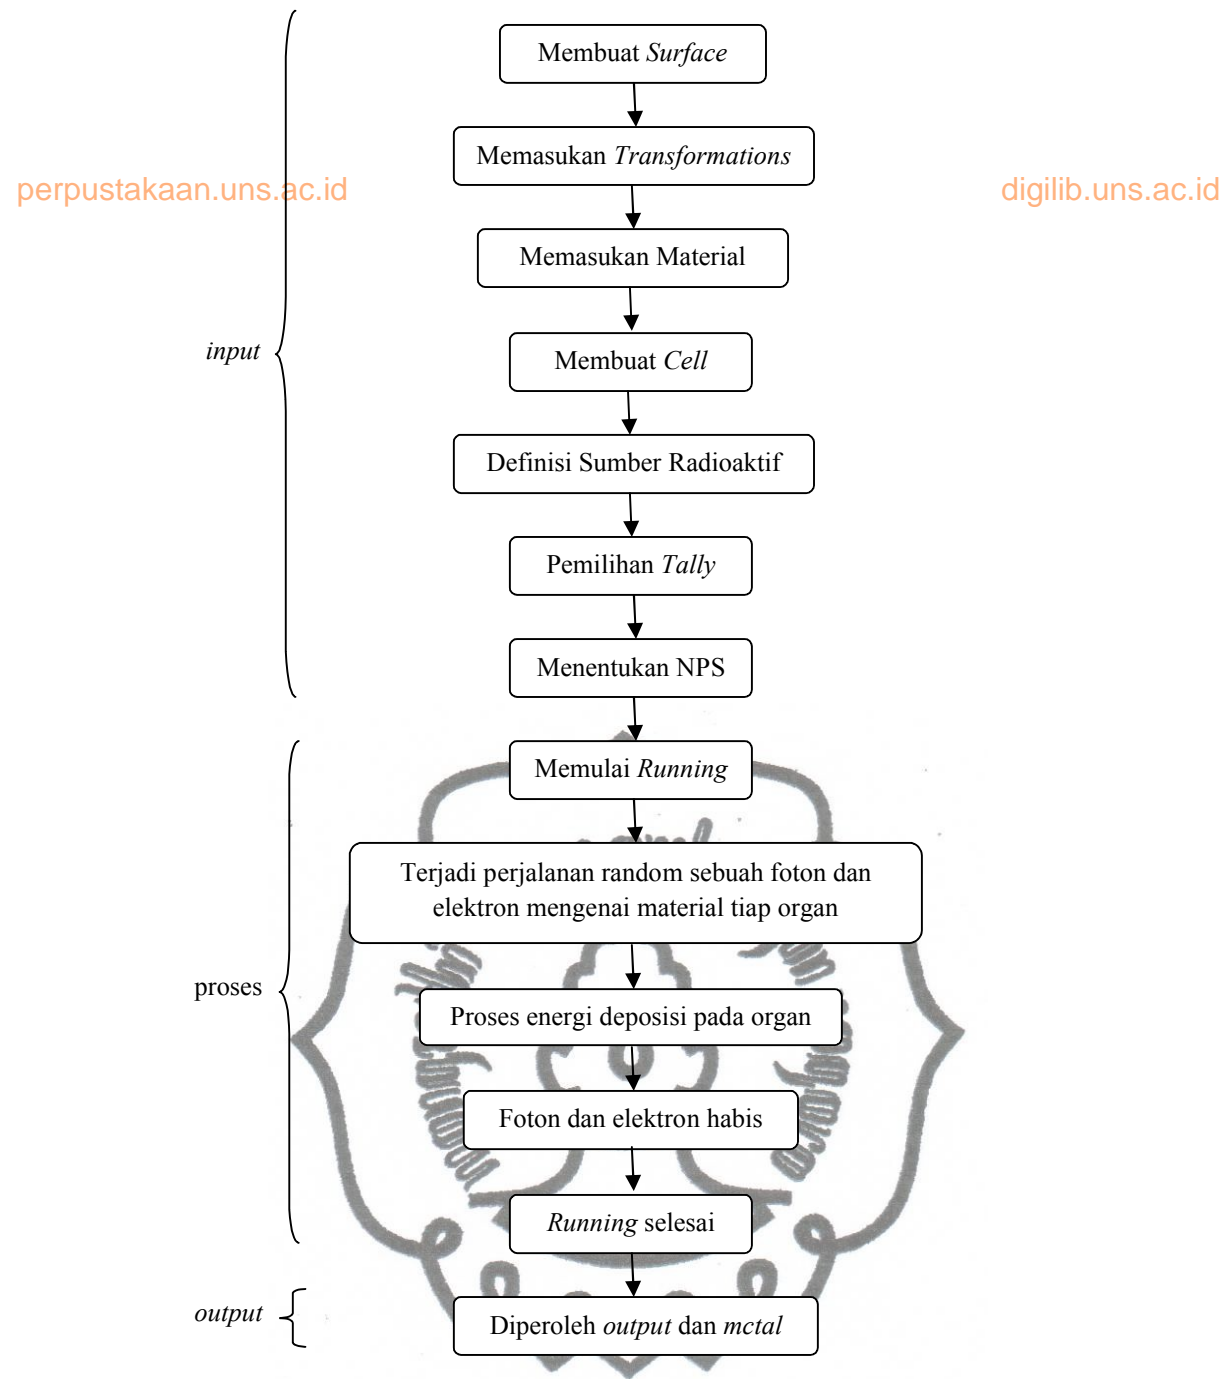 Membuat Surface
Memasukan Transformations
perpustakaan.uns.ac.id
digilib.uns.ac.id
Memasukan Material
input
Membuat Cell
Definisi Sumber Radioaktif
Pemilihan Tally
Menentukan NPS
Memulai Running
Terjadi perjalanan random sebuah foton dan
elektron mengenai material tiap organ
proses
Proses energi deposisi pada organ
Foton dan elektron habis
Running selesai
output
Diperoleh output dan mctal